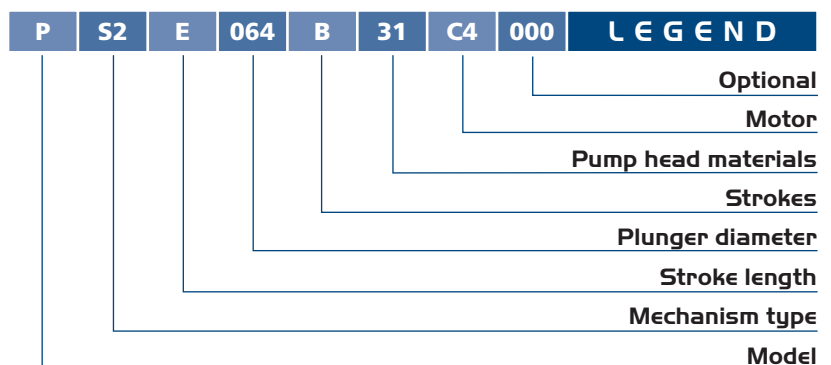 P S2 E 064 B 31 C4 000 LEGEND
Optional
Motor
Pump head materials
Strokes
Plunger diameter
Stroke length
Mechanism type
Model